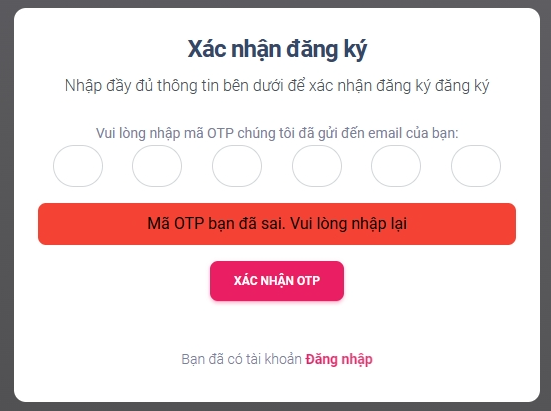 Xác nhận đăng ký
Nhập đầy đủ thông tin bên dưới để xác nhận đăng ký đăng ký
Vui lòng nhập mã OTP chúng tôi đã gửi đến email của bạn:
Mã OTP bạn đã sai. Vui lòng nhập lại
XÁC NHẬN OTP
Bạn đã có tài khoản Đăng nhập